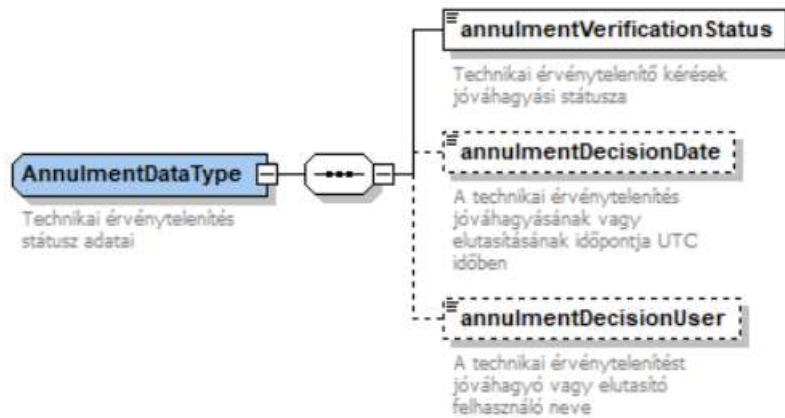 annulmentVerificationStatus
Technikai érvénytelenítő kérések
jóváhagyási státusza
annulmentDecisionDate
AnnulmentDataType
A technikai érvénytelenítés
jóváhagyásának vagy
elutasításának időpontja UTC
időben
Technikai érvénytelenítés
státusz adatai
annulmentDecisionUser
A technikai érvénytelenítést
jóváhagyó vagy elutasító
felhasználó neve